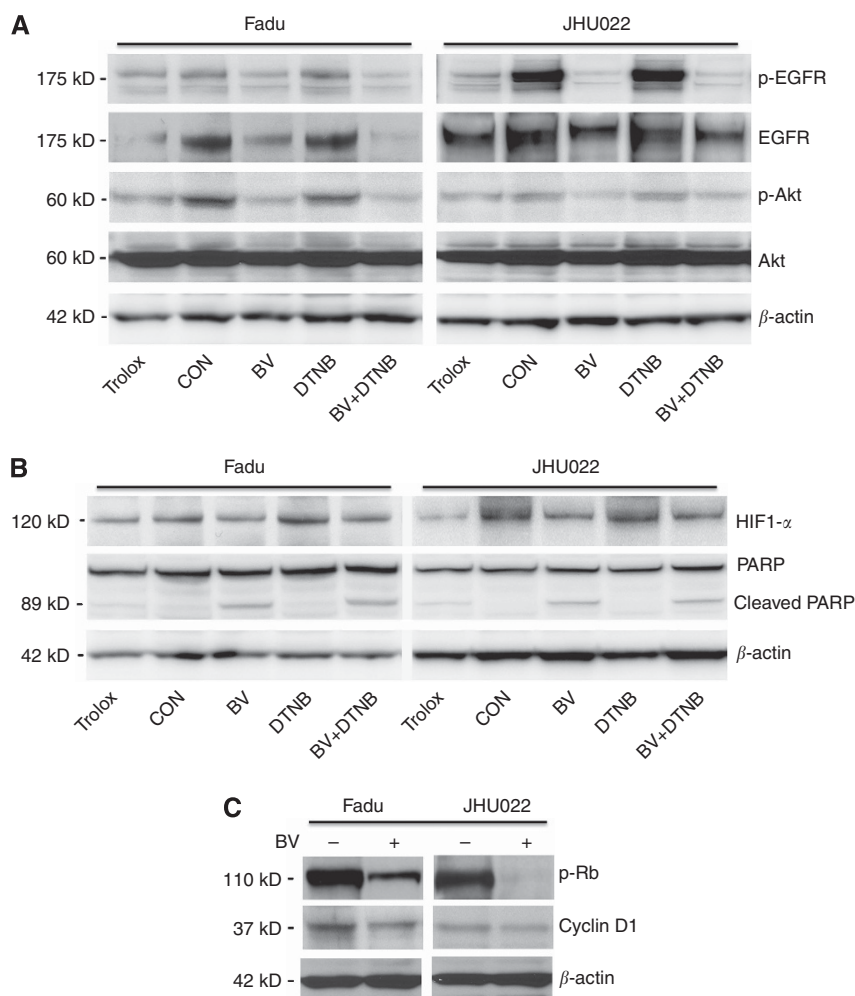 A
Fadu JHU022
175 kD - p-EGFR
175 kD - EGFR
60 kD - p-Akt
60 kD - Akt
42 kD - β-actin
Trolox CON BV DTNB BV+DTNB Trolox CON BV DTNB BV+DTNB
B
Fadu JHU022
120 kD - HIF1-α
PARP
89 kD - Cleaved PARP
42 kD - β-actin
Trolox CON BV DTNB BV+DTNB Trolox CON BV DTNB BV+DTNB
C
Fadu JHU022
BV – + – +
110 kD - p-Rb
37 kD - Cyclin D1
42 kD - β-actin